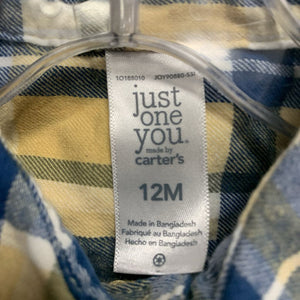 just
one
you.
made by
carter's
12M
Made in Bangladesh
Fabriqué au Bangladesh
Hecho en Bangladesh